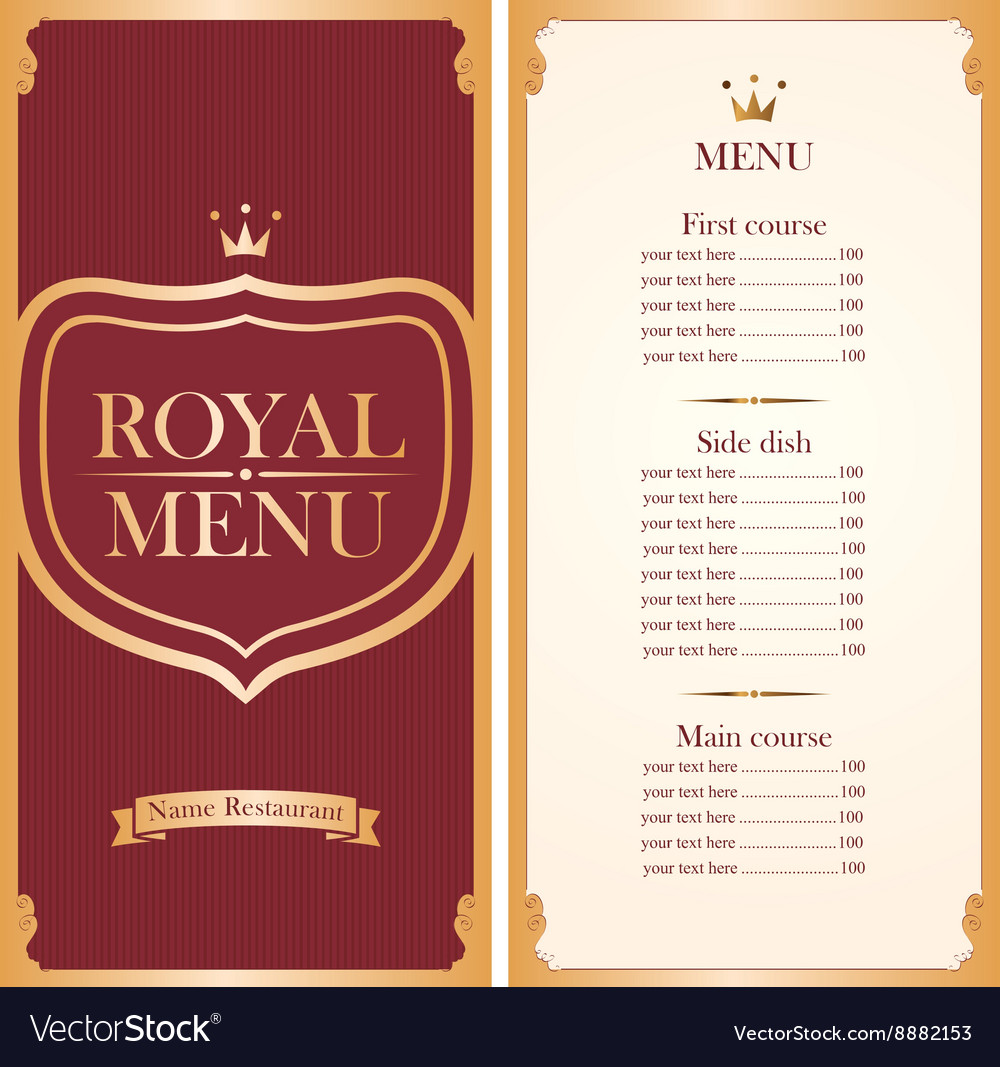 ROYAL
MENU
Name Restaurant
MENU
First course
your text here .......................100
your text here .......................100
your text here .......................100
your text here .......................100
your text here .......................100
Side dish
your text here .......................100
your text here .......................100
your text here .......................100
your text here .......................100
your text here .......................100
your text here .......................100
your text here .......................100
your text here .......................100
Main course
your text here .......................100
your text here .......................100
your text here .......................100
your text here .......................100
your text here .......................100
VectorStock®
VectorStock.com/8882153